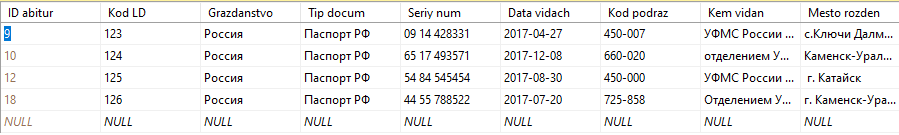 ID abitur Kod LD Grazdanstvo Tip docum Seriy num Data vidach Kod podraz Kem vidan Mesto rozden
9 123 Россия Паспорт РФ 09 14 428331 2017-04-27 450-007 УФМС России ... с.Ключи Далм...
10 124 Россия Паспорт РФ 65 17 493571 2017-12-08 660-020 отделением У... Каменск-Урал...
12 125 Россия Паспорт РФ 54 84 545454 2017-08-30 450-000 УФМС России ... г. Катайск
18 126 Россия Паспорт РФ 44 55 788522 2017-07-20 725-858 Отделением У... г. Каменск-Ура...
NULL NULL NULL NULL NULL NULL NULL NULL NULL